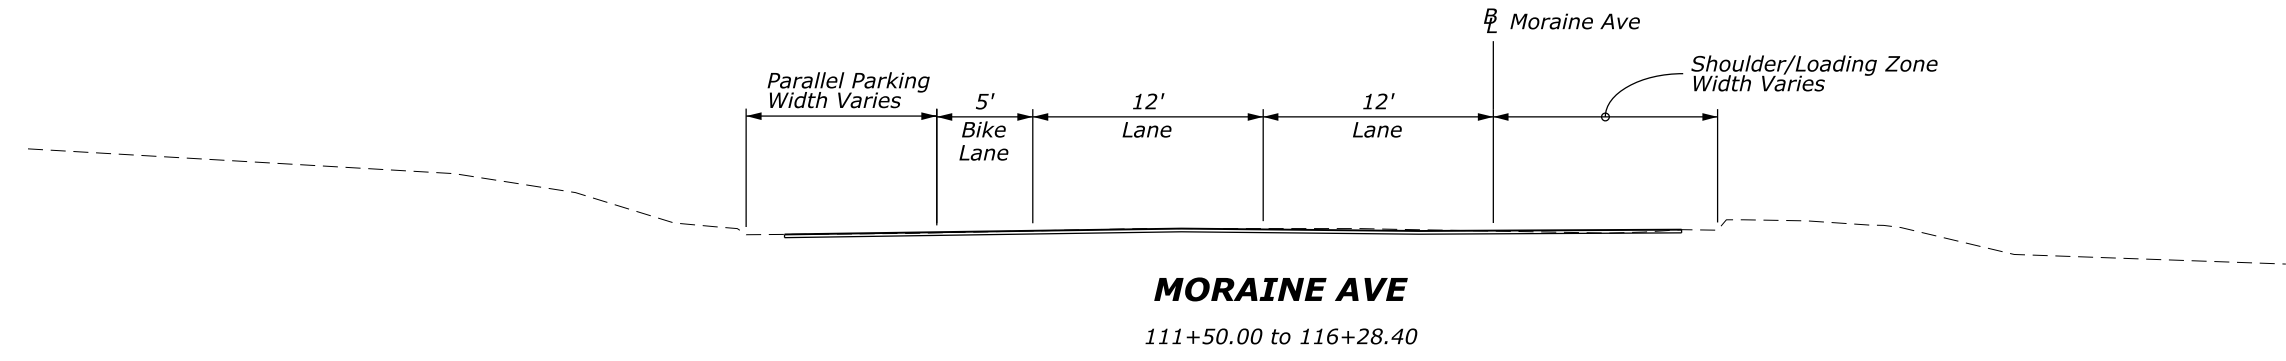 BL Moraine Ave
Shoulder/Loading Zone
Width Varies
Parallel Parking
Width Varies
5'
Bike
Lane
12'
Lane
12'
Lane
MORAINE AVE
111+50.00 to 116+28.40